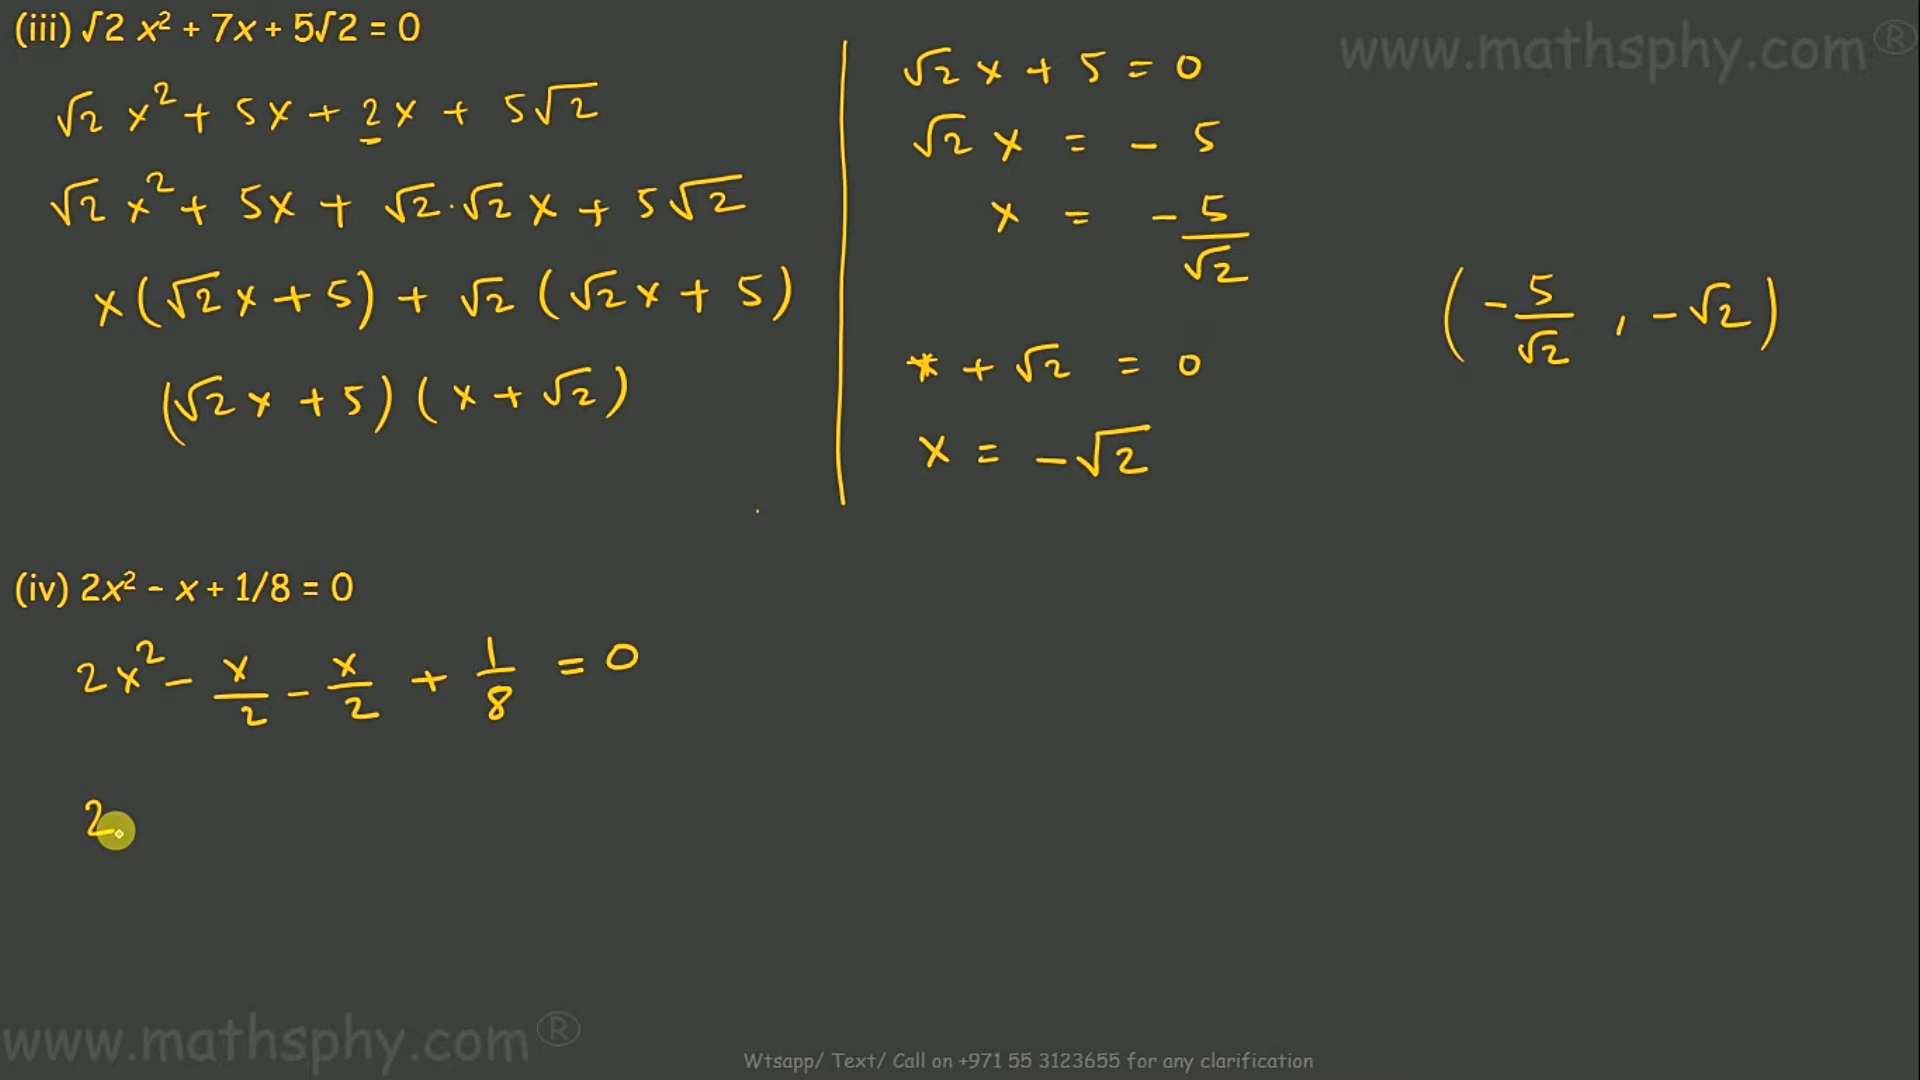 (iii) √2 x² + 7x + 5√2 = 0
√2 x² + 5x + 2x + 5√2
√2 x² + 5x + √2·√2 x + 5√2
x(√2x + 5) + √2 (√2x + 5)
(√2x + 5) (x + √2)
√2 x + 5 = 0
√2 x = - 5
x = - 5/√2
x + √2 = 0
x = -√2
(- 5/√2 , -√2)
(iv) 2x² - x + 1/8 = 0
2x² - x/2 - x/2 + 1/8 = 0
2
www.mathsphy.com®
www.mathsphy.com®
Wtsapp/ Text/ Call on +971 55 3123655 for any clarification